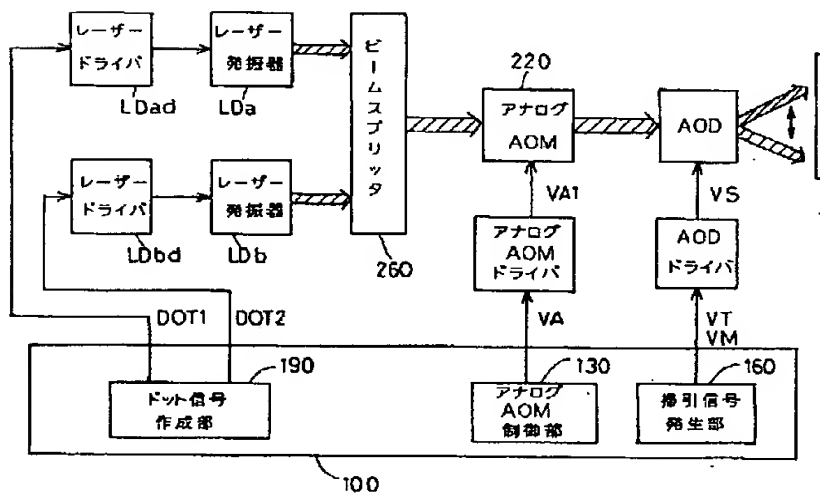 レーザー
ドライバ
LDad
レーザー
発振器
LDa
ビームスプリッタ
260
220
アナログ
AOM
AOD
レーザー
ドライバ
LDbd
レーザー
発振器
LDb
VA1
VS
アナログ
AOM
ドライバ
AOD
ドライバ
DOT1
DOT2
VA
VT
VM
190
ドット信号
作成部
130
アナログ
AOM
制御部
160
掃引信号
発生部
100